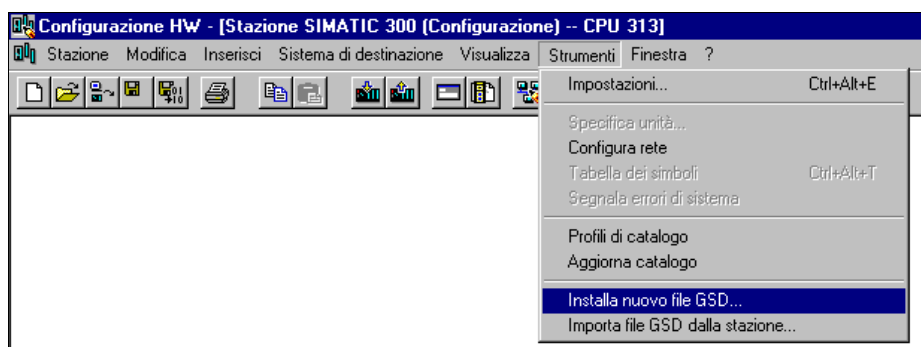 Configurazione HW - [Stazione SIMATIC 300 (Configurazione) -- CPU 313]
Stazione Modifica Inserisci Sistema di destinazione Visualizza Strumenti Finestra ?
Impostazioni... Ctrl+Alt+E
Specifica unità...
Configura rete
Tabella dei simboli Ctrl+Alt+T
Segnala errori di sistema
Profili di catalogo
Aggiorna catalogo
Installa nuovo file GSD...
Importa file GSD dalla stazione...